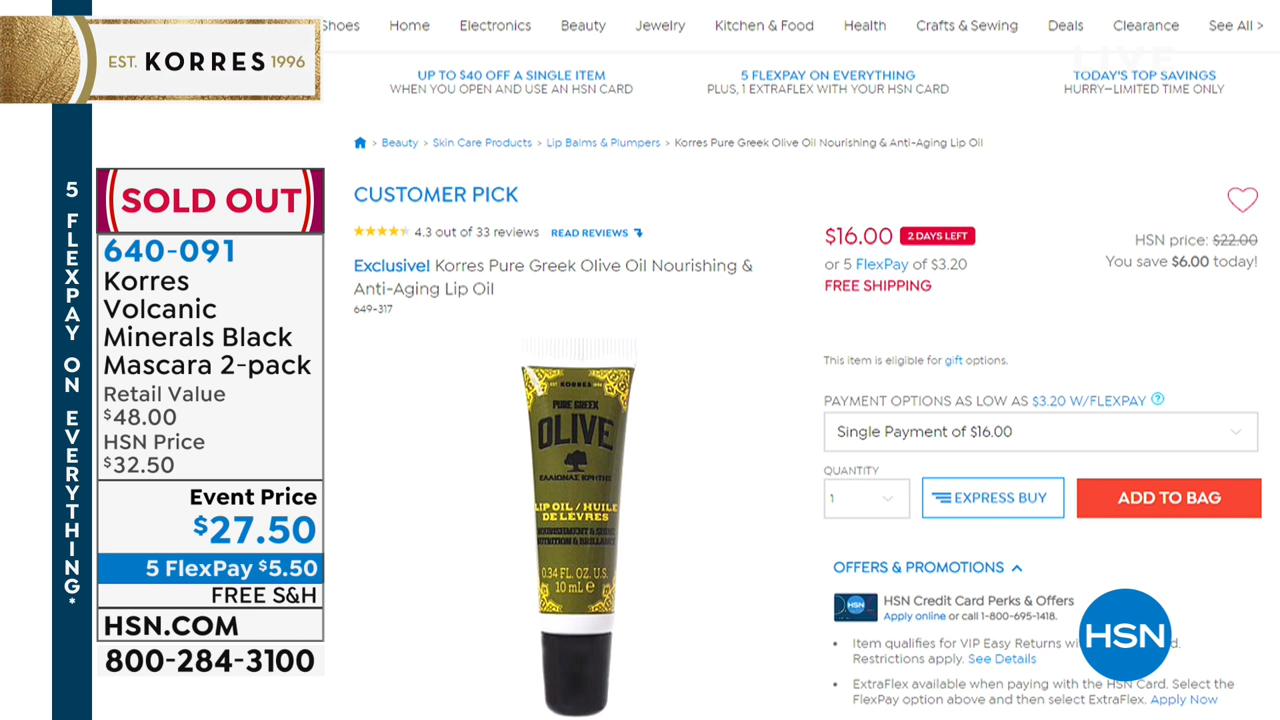 EST. KORRES 1996
5 FLEXPAY ON EVERYTHING*
SOLD OUT
640-091
Korres
Volcanic
Minerals Black
Mascara 2-pack
Retail Value
$48.00
HSN Price
$32.50
Event Price
$27.50
5 FlexPay $5.50
FREE S&H
HSN.COM
800-284-3100
Shoes Home Electronics Beauty Jewelry Kitchen & Food Health Crafts & Sewing Deals Clearance See All >
LIVE
UP TO $40 OFF A SINGLE ITEM
WHEN YOU OPEN AND USE AN HSN CARD
5 FLEXPAY ON EVERYTHING
PLUS, 1 EXTRAFLEX WITH YOUR HSN CARD
TODAY'S TOP SAVINGS
HURRY–LIMITED TIME ONLY
> Beauty > Skin Care Products > Lip Balms & Plumpers > Korres Pure Greek Olive Oil Nourishing & Anti-Aging Lip Oil
CUSTOMER PICK
4.3 out of 33 reviews READ REVIEWS
Exclusive! Korres Pure Greek Olive Oil Nourishing &
Anti-Aging Lip Oil
649-317
EST KORRES 1996
PURE GREEK
OLIVE
ΕΛΑΙΩΝΑΣ ΚΡΗΤΗΣ
LIP OIL / HUILE
DE LÈVRES
NOURISHMENT & SHINE
NUTRITION & BRILLANCE
0.34 FL. OZ. U.S.
10 mL e
$16.00 2 DAYS LEFT
or 5 FlexPay of $3.20
FREE SHIPPING
HSN price: $22.00
You save $6.00 today!
This item is eligible for gift options.
PAYMENT OPTIONS AS LOW AS $3.20 W/FLEXPAY ?
Single Payment of $16.00
QUANTITY
1
EXPRESS BUY
ADD TO BAG
OFFERS & PROMOTIONS
HSN
HSN Credit Card Perks & Offers
Apply online or call 1-800-695-1418.
Item qualifies for VIP Easy Returns
Restrictions apply. See Details
ExtraFlex available when paying with the HSN Card. Select the
FlexPay option above and then select ExtraFlex. Apply Now
HSN